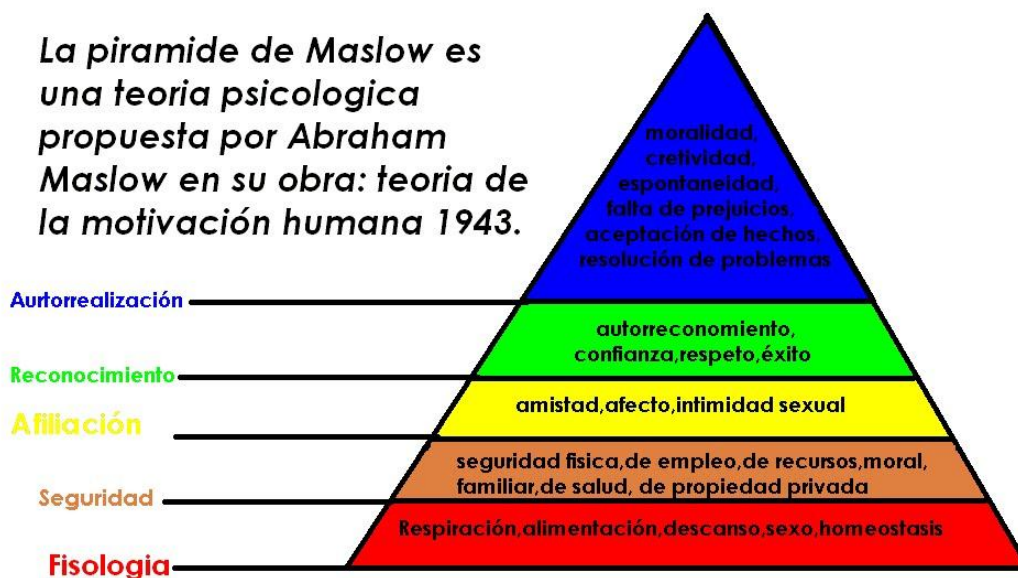 La piramide de Maslow es
una teoria psicologica
propuesta por Abraham
Maslow en su obra: teoria de
la motivación humana 1943.
moralidad,
cretividad,
espontaneidad,
falta de prejuicios,
aceptación de hechos,
resolución de problemas
Aurtorrealización
autorreconomiento,
confianza,respeto,éxito
Reconocimiento
amistad,afecto,intimidad sexual
Afiliación
seguridad fisica,de empleo,de recursos,moral,
familiar,de salud, de propiedad privada
Seguridad
Respiración,alimentación,descanso,sexo,homeostasis
Fisologia